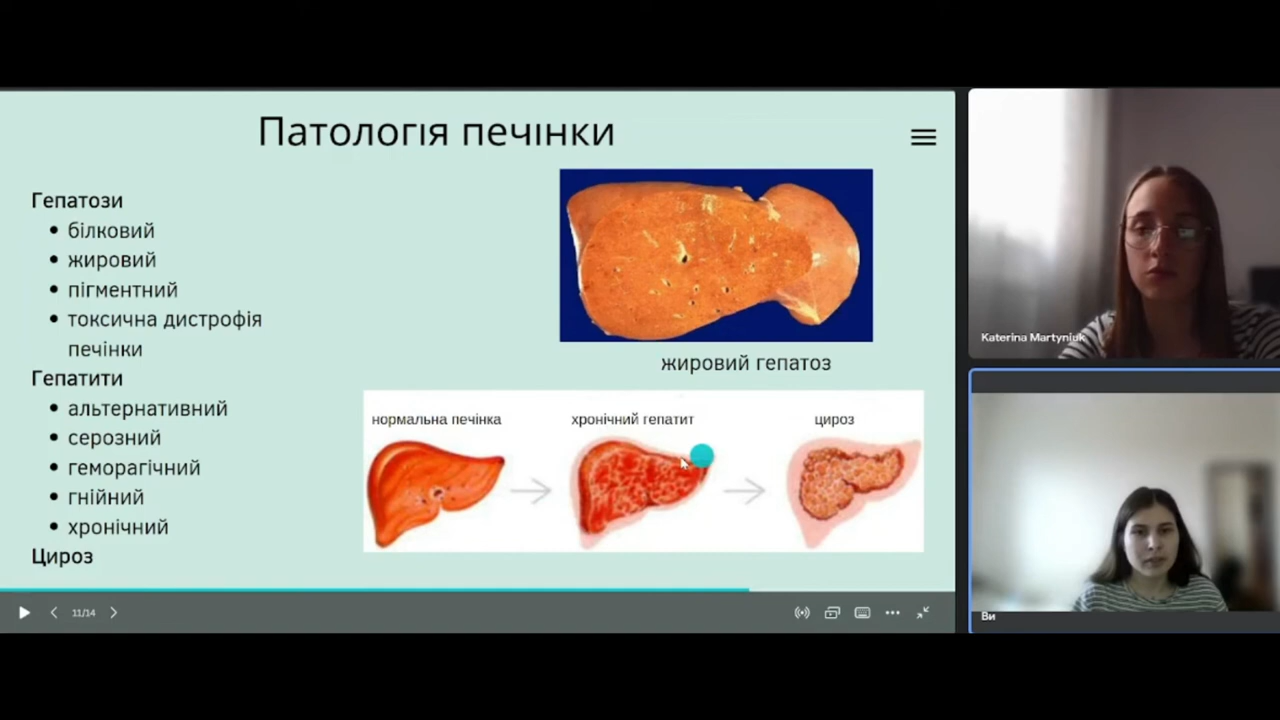 Патологія печінки
Гепатози
• білковий
• жировий
• пігментний
• токсична дистрофія
печінки
Гепатити
• альтернативний
• серозний
• геморагічний
• гнійний
• хронічний
Цироз
жировий гепатоз
нормальна печінка
хронічний гепатит
цироз
11/14
Katerina Martyniuk
Ви